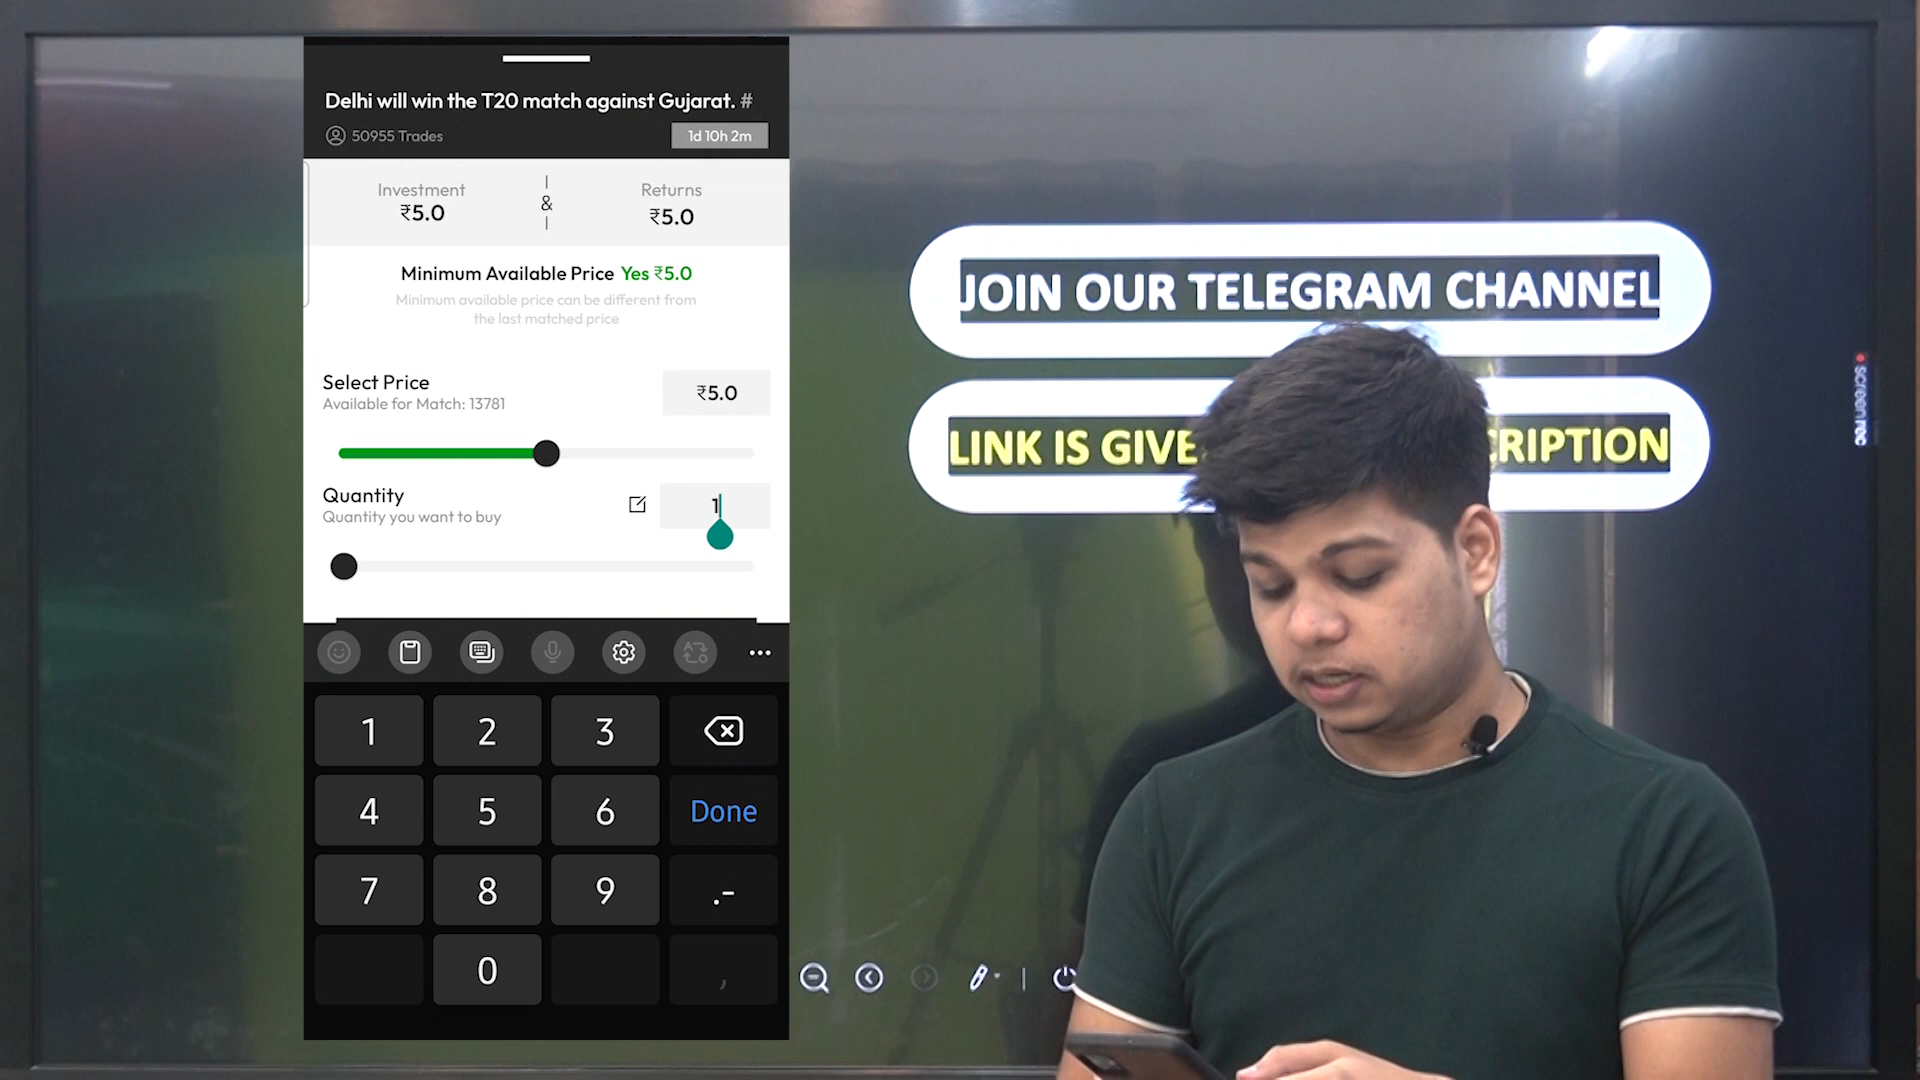 Delhi will win the T20 match against Gujarat. #
50955 Trades
1d 10h 2m
Investment
₹5.0
&
Returns
₹5.0
Minimum Available Price Yes ₹5.0
Minimum available price can be different from
the last matched price
Select Price
Available for Match: 13781
₹5.0
Quantity
Quantity you want to buy
1
1 2 3
4 5 6 Done
7 8 9 .-
0 ,
JOIN OUR TELEGRAM CHANNEL
LINK IS GIVE CRIPTION
Screen rec